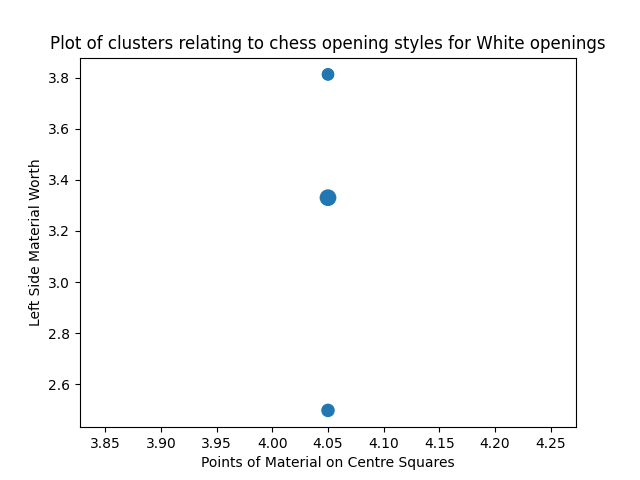 Plot of clusters relating to chess opening styles for White openings
3.8
3.6
3.4
3.2
3.0
2.8
2.6
Left Side Material Worth
3.85 3.90 3.95 4.00 4.05 4.10 4.15 4.20 4.25
Points of Material on Centre Squares